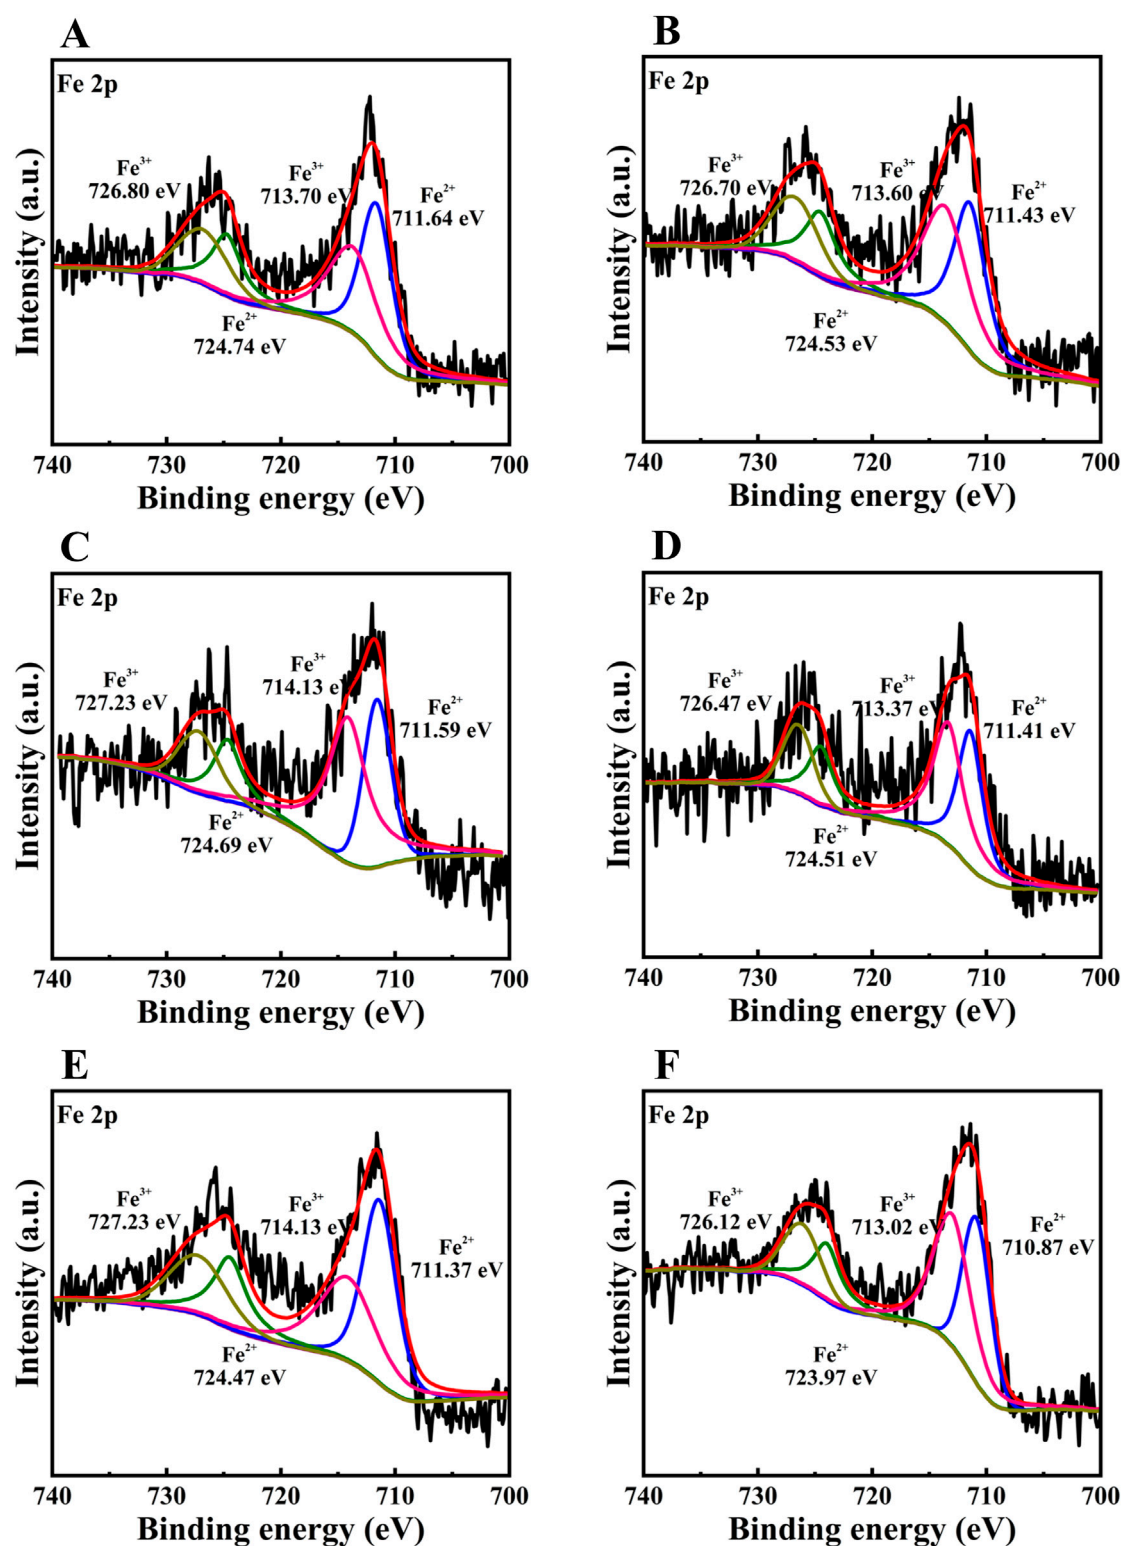 A
Fe 2p
Fe³⁺
726.80 eV
Fe³⁺
713.70 eV
Fe²⁺
711.64 eV
Fe²⁺
724.74 eV
Intensity (a.u.)
740 730 720 710 700
Binding energy (eV)
B
Fe 2p
Fe³⁺
726.70 eV
Fe³⁺
713.60 eV
Fe²⁺
711.43 eV
Fe²⁺
724.53 eV
Intensity (a.u.)
740 730 720 710 700
Binding energy (eV)
C
Fe 2p
Fe³⁺
727.23 eV
Fe³⁺
714.13 eV
Fe²⁺
711.59 eV
Fe²⁺
724.69 eV
Intensity (a.u.)
740 730 720 710 700
Binding energy (eV)
D
Fe 2p
Fe³⁺
726.47 eV
Fe³⁺
713.37 eV
Fe²⁺
711.41 eV
Fe²⁺
724.51 eV
Intensity (a.u.)
740 730 720 710 700
Binding energy (eV)
E
Fe 2p
Fe³⁺
727.23 eV
Fe³⁺
714.13 eV
Fe²⁺
711.37 eV
Fe²⁺
724.47 eV
Intensity (a.u.)
740 730 720 710 700
Binding energy (eV)
F
Fe 2p
Fe³⁺
726.12 eV
Fe³⁺
713.02 eV
Fe²⁺
710.87 eV
Fe²⁺
723.97 eV
Intensity (a.u.)
740 730 720 710 700
Binding energy (eV)